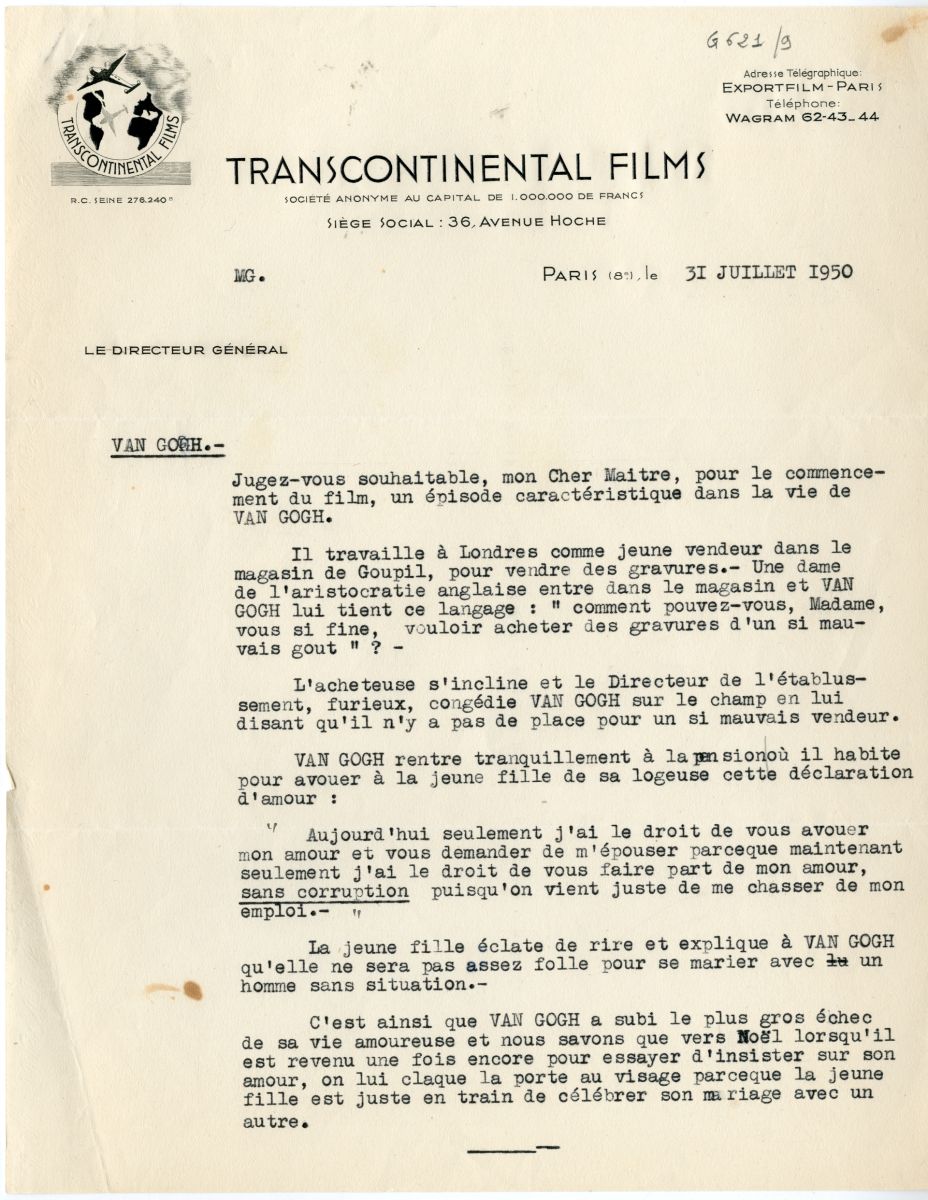 G 621/9
Adresse Télégraphique:
EXPORTFILM-PARIS
Téléphone:
WAGRAM 62-43_44
TRANSCONTINENTAL FILMS
R.C. SEINE 276.240 B
TRANSCONTINENTAL FILMS
SOCIÉTÉ ANONYME AU CAPITAL DE 1.000.000 DE FRANCS
SIÈGE SOCIAL : 36, AVENUE HOCHE
MG. PARIS (8e), le 31 JUILLET 1950
LE DIRECTEUR GÉNÉRAL
VAN GOGH.-
Jugez-vous souhaitable, mon Cher Maitre, pour le commence-
ment du film, un épisode caractéristique dans la vie de
VAN GOGH.
Il travaille à Londres comme jeune vendeur dans le
magasin de Goupil, pour vendre des gravures.- Une dame
de l'aristocratie anglaise entre dans le magasin et VAN
GOGH lui tient ce langage : " comment pouvez-vous, Madame,
vous si fine, vouloir acheter des gravures d'un si mau-
vais gout " ? -
L'acheteuse s'incline et le Directeur de l'établus-
sement, furieux, congédie VAN GOGH sur le champ en lui
disant qu'il n'y a pas de place pour un si mauvais vendeur.
VAN GOGH rentre tranquillement à la pension où il habite
pour avouer à la jeune fille de sa logeuse cette déclaration
d'amour :
" Aujourd'hui seulement j'ai le droit de vous avouer
mon amour et vous demander de m'épouser parceque maintenant
seulement j'ai le droit de vous faire part de mon amour,
sans corruption puisqu'on vient juste de me chasser de mon
emploi.- "
La jeune fille éclate de rire et explique à VAN GOGH
qu'elle ne sera pas assez folle pour se marier avec lu un
homme sans situation.-
C'est ainsi que VAN GOGH a subi le plus gros échec
de sa vie amoureuse et nous savons que vers Noël lorsqu'il
est revenu une fois encore pour essayer d'insister sur son
amour, on lui claque la porte au visage parceque la jeune
fille est juste en train de célébrer son mariage avec un
autre.